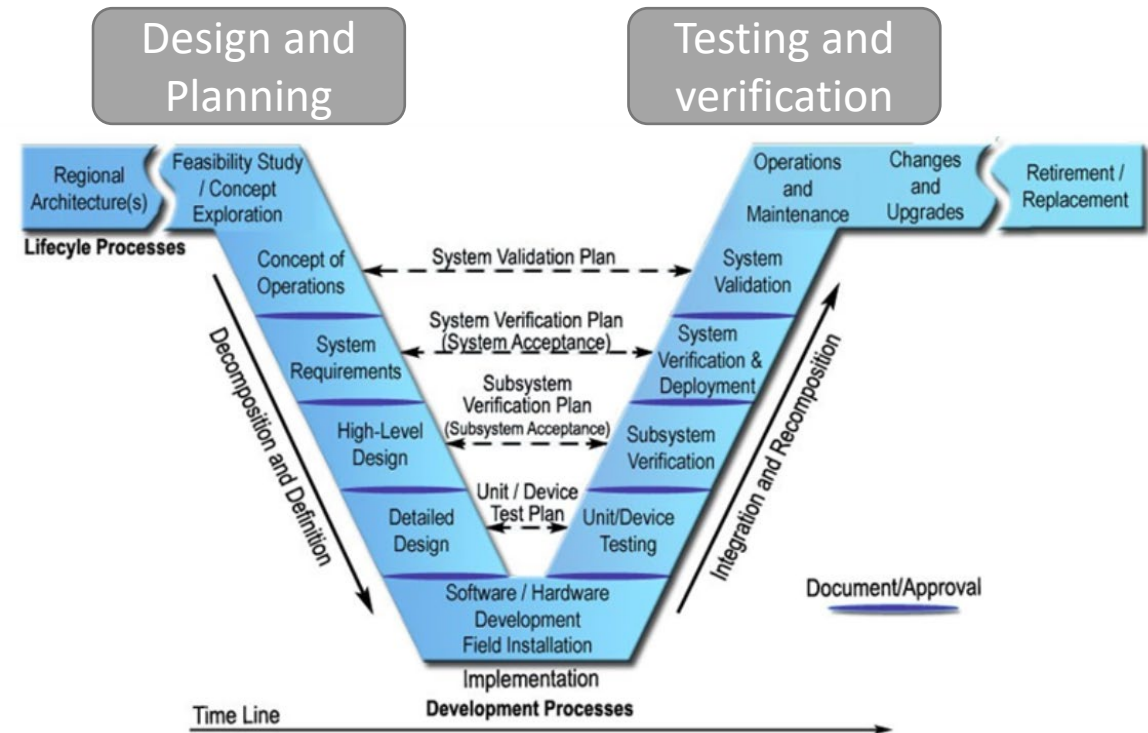 Design and
Planning
Testing and
verification
Regional
Architecture(s)
Feasibility Study
/ Concept
Exploration
Operations
and
Maintenance
Changes
and
Upgrades
Retirement /
Replacement
Lifecyle Processes
Concept of
Operations
System Validation Plan
System
Validation
System
Requirements
System Verification Plan
(System Acceptance)
System
Verification &
Deployment
High-Level
Design
Subsystem
Verification Plan
(Subsystem Acceptance)
Subsystem
Verification
Detailed
Design
Unit / Device
Test Plan
Unit/Device
Testing
Decomposition and Definition
Integration and Recomposition
Software / Hardware
Development
Field Installation
Document/Approval
Implementation
Development Processes
Time Line